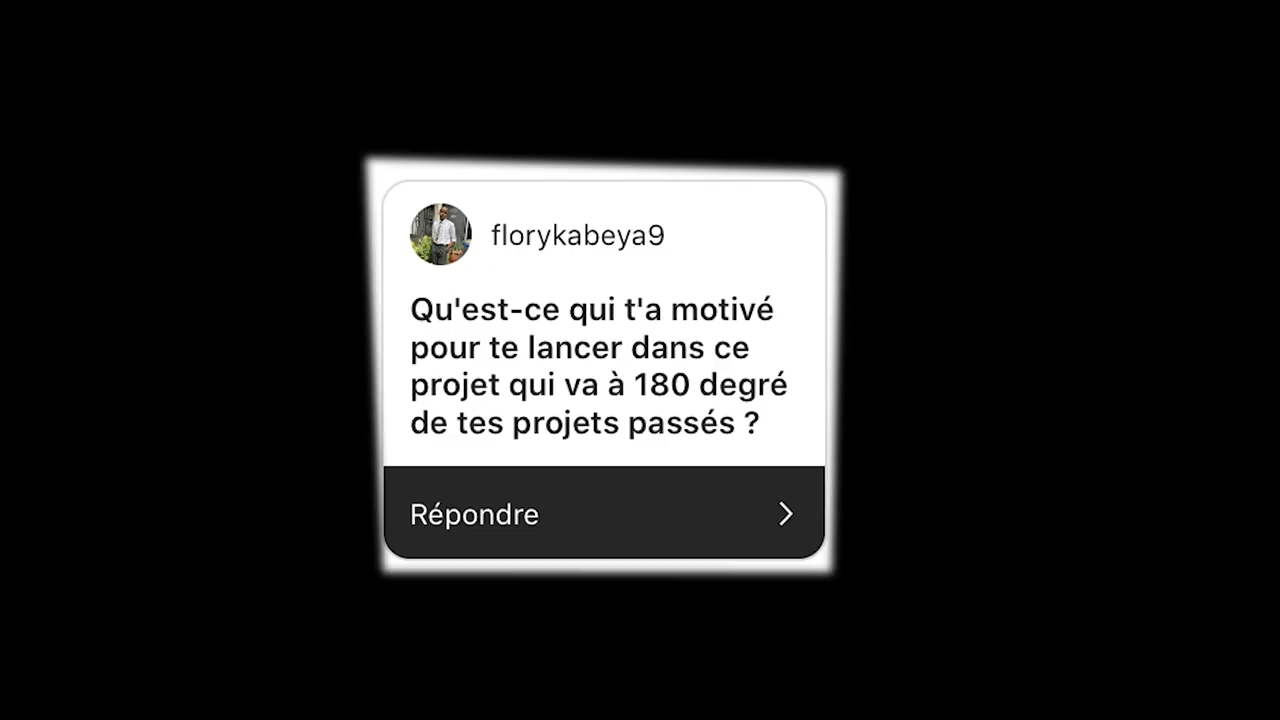 florykabeya9
Qu'est-ce qui t'a motivé
pour te lancer dans ce
projet qui va à 180 degré
de tes projets passés ?
Répondre